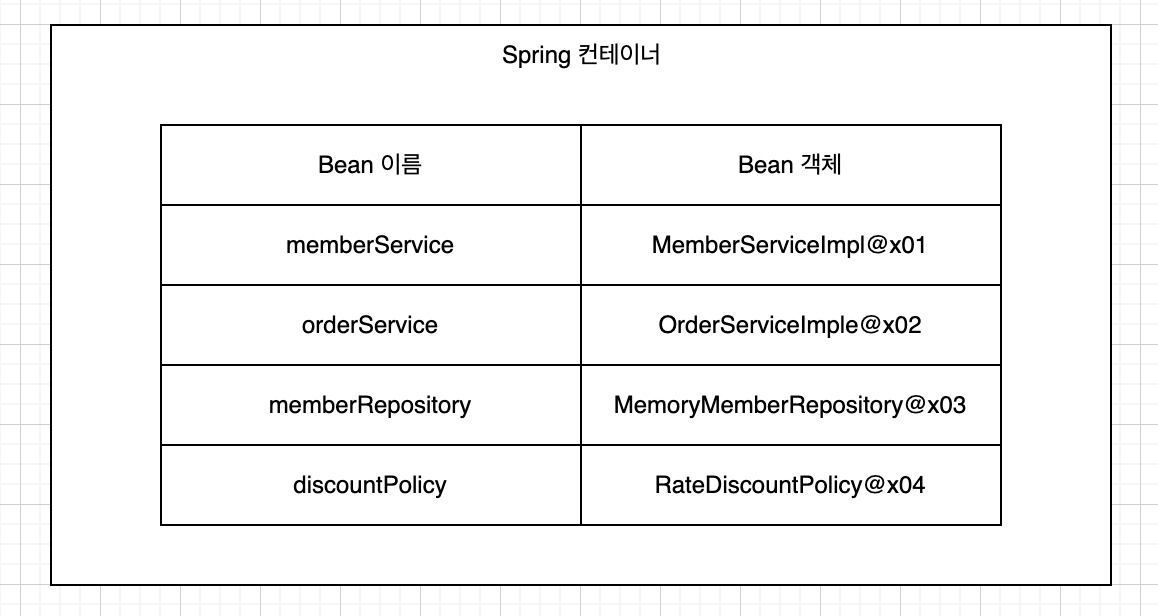 Spring 컨테이너
Bean 이름 Bean 객체
memberService MemberServiceImpl@x01
orderService OrderServiceImple@x02
memberRepository MemoryMemberRepository@x03
discountPolicy RateDiscountPolicy@x04